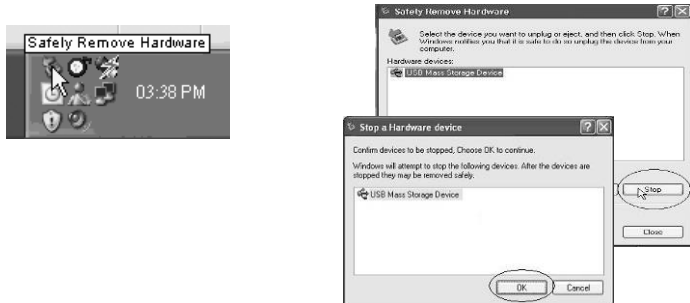 Safely Remove Hardware
03:38 PM
Safely Remove Hardware
Select the device you want to unplug or eject, and then click Stop. When
Windows notifies you that it is safe to do so unplug the device from your
computer.
Hardware devices:
USB Mass Storage Device
Stop
Close
Stop a Hardware device
Confirm devices to be stopped, Choose OK to continue.
Windows will attempt to stop the following devices. After the devices are
stopped they may be removed safely.
USB Mass Storage Device
OK
Cancel